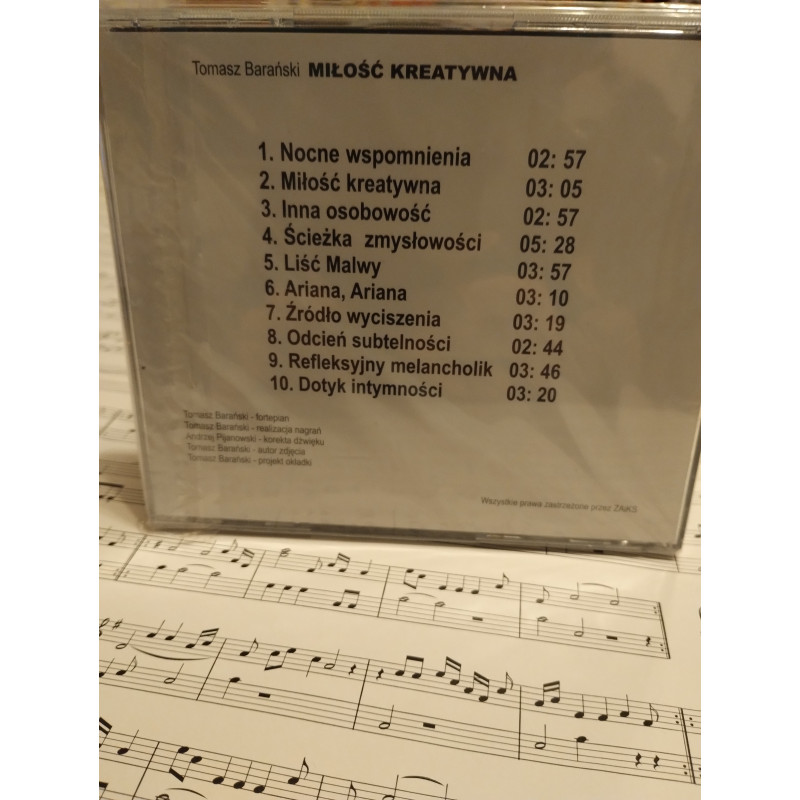 Tomasz Barański MIŁOŚĆ KREATYWNA
1. Nocne wspomnienia 02: 57
2. Miłość kreatywna 03: 05
3. Inna osobowość 02: 57
4. Ścieżka zmysłowości 05: 28
5. Liść Malwy 03: 57
6. Ariana, Ariana 03: 10
7. Źródło wyciszenia 03: 19
8. Odcień subtelności 02: 44
9. Refleksyjny melancholik 03: 46
10. Dotyk intymności 03: 20
Tomasz Barański - fortepian
Tomasz Barański - realizacja nagrań
Andrzej Pijanowski - korekta dźwięku
Tomasz Barański - autor zdjęcia
Tomasz Barański - projekt okładki
Wszystkie prawa zastrzeżone przez ZAIKS